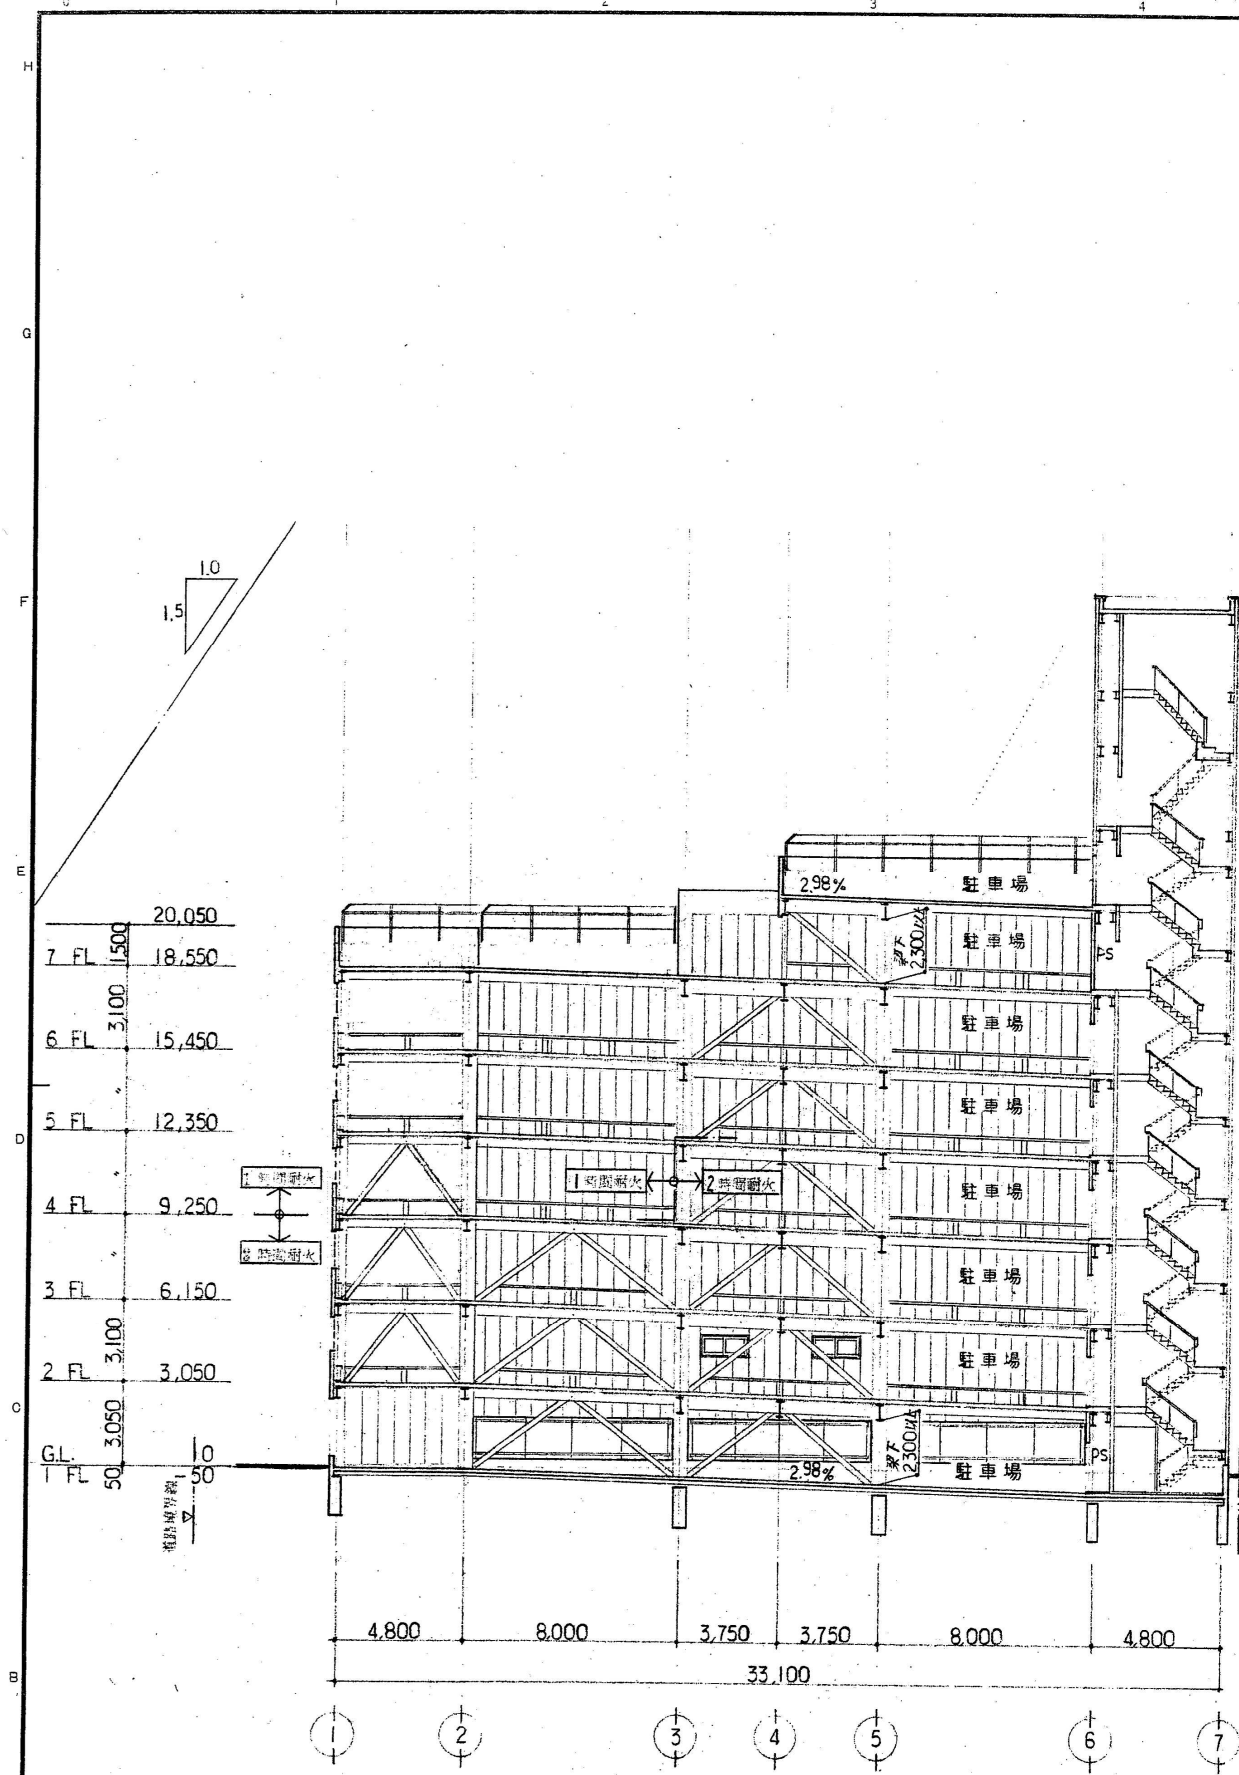 0 1 2 3 4
H
G
F
E
D
C
B
1.0
1.5
20,050
1,500
7 FL 18,550
3,100
6 FL 15,450
〃
5 FL 12,350
〃
1 時間耐火
4 FL 9,250
時間耐火
〃
3 FL 6,150
3,100
2 FL 3,050
3,050
G.L. 10
1 FL -50
50
道路境界線
2.98% 駐車場
駐車場
梁下 2,300以上
PS
駐車場
駐車場
1 時間耐火 2 時間耐火
駐車場
駐車場
駐車場
梁下 2,300以上
2.98% 駐車場
PS
4,800 8,000 3,750 3,750 8,000 4,800
33,100
1 2 3 4 5 6 7